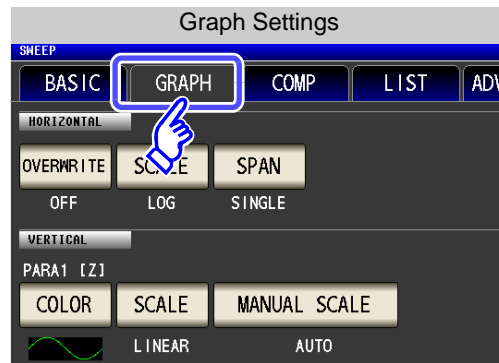 Graph Settings
SWEEP
BASIC GRAPH COMP LIST ADV
HORIZONTAL
OVERWRITE SCALE SPAN
OFF LOG SINGLE
VERTICAL
PARA1 [Z]
COLOR SCALE MANUAL SCALE
LINEAR AUTO